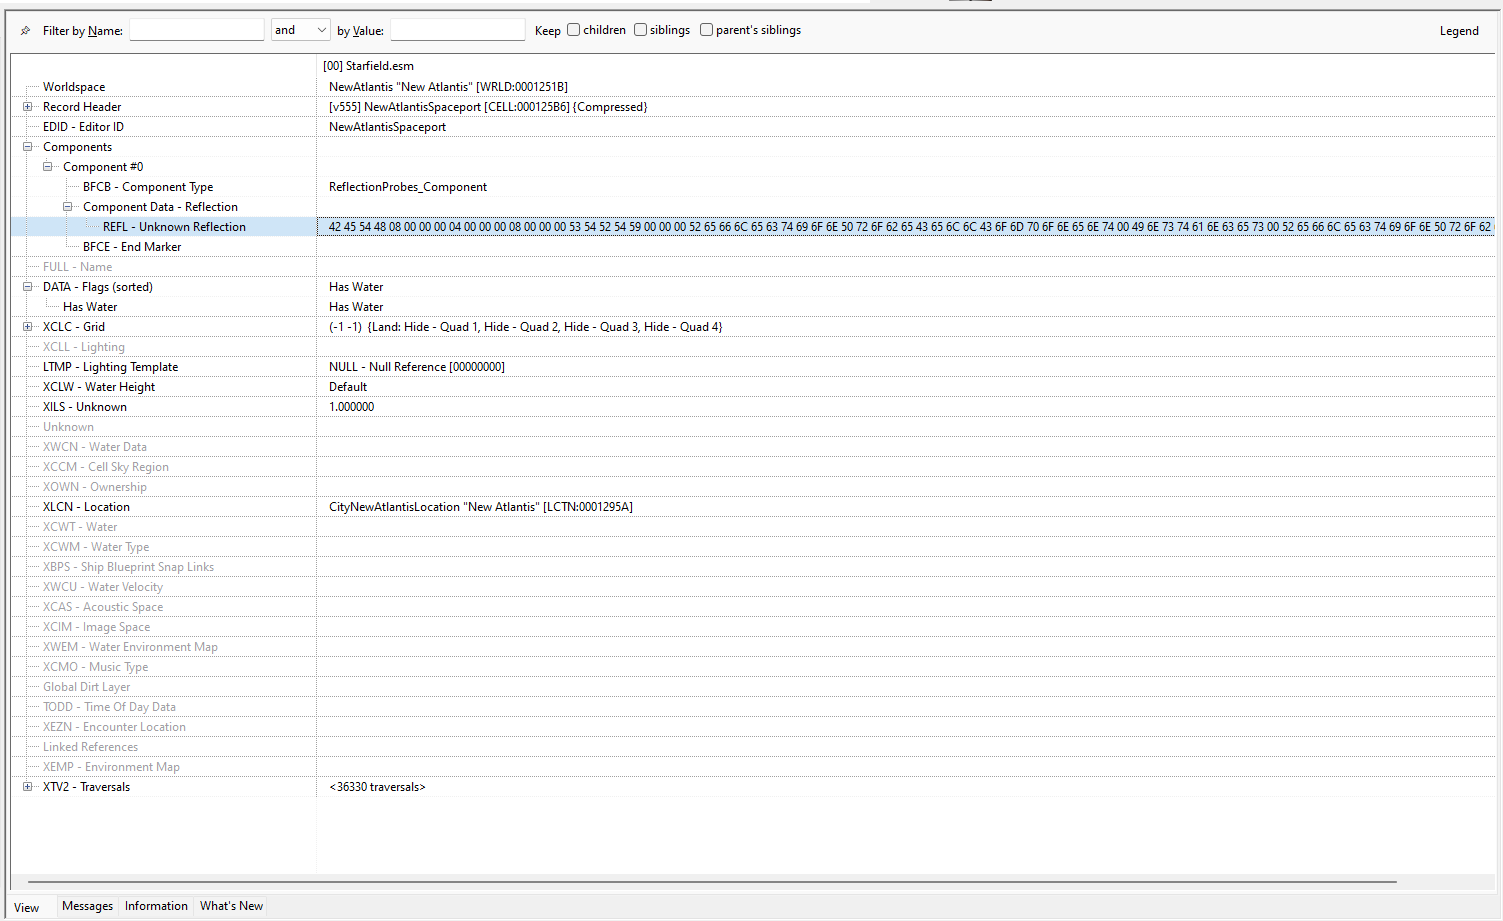 Filter by Name: and by Value: Keep children siblings parent's siblings Legend
[00] Starfield.esm
Worldspace NewAtlantis "New Atlantis" [WRLD:0001251B]
Record Header [v555] NewAtlantisSpaceport [CELL:000125B6] {Compressed}
EDID - Editor ID NewAtlantisSpaceport
Components
Component #0
BFCB - Component Type ReflectionProbes_Component
Component Data - Reflection
REFL - Unknown Reflection 42 45 54 48 08 00 00 00 04 00 00 00 08 00 00 00 53 54 52 54 59 00 00 00 52 65 66 6C 65 63 74 69 6F 6E 50 72 6F 62 65 43 65 6C 6C 43 6F 6D 70 6F 6E 65 6E 74 00 49 6E 73 74 61 6E 63 65 73 00 52 65 66 6C 65 63 74 69 6F 6E 50 72 6F 62
BFCE - End Marker
FULL - Name
DATA - Flags (sorted) Has Water
Has Water Has Water
XCLC - Grid (-1 -1) {Land: Hide - Quad 1, Hide - Quad 2, Hide - Quad 3, Hide - Quad 4}
XCLL - Lighting
LTMP - Lighting Template NULL - Null Reference [00000000]
XCLW - Water Height Default
XILS - Unknown 1.000000
Unknown
XWCN - Water Data
XCCM - Cell Sky Region
XOWN - Ownership
XLCN - Location CityNewAtlantisLocation "New Atlantis" [LCTN:0001295A]
XCWT - Water
XCWM - Water Type
XBPS - Ship Blueprint Snap Links
XWCU - Water Velocity
XCAS - Acoustic Space
XCIM - Image Space
XWEM - Water Environment Map
XCMO - Music Type
Global Dirt Layer
TODD - Time Of Day Data
XEZN - Encounter Location
Linked References
XEMP - Environment Map
XTV2 - Traversals <36330 traversals>
View Messages Information What's New